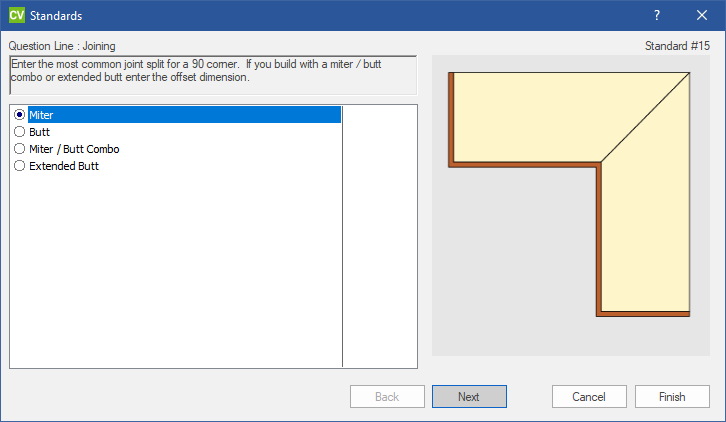 CV Standards ?
Question Line : Joining
Standard #15
Enter the most common joint split for a 90 corner.  If you build with a miter / butt
combo or extended butt enter the offset dimension.
Miter
Butt
Miter / Butt Combo
Extended Butt
Back Next Cancel Finish